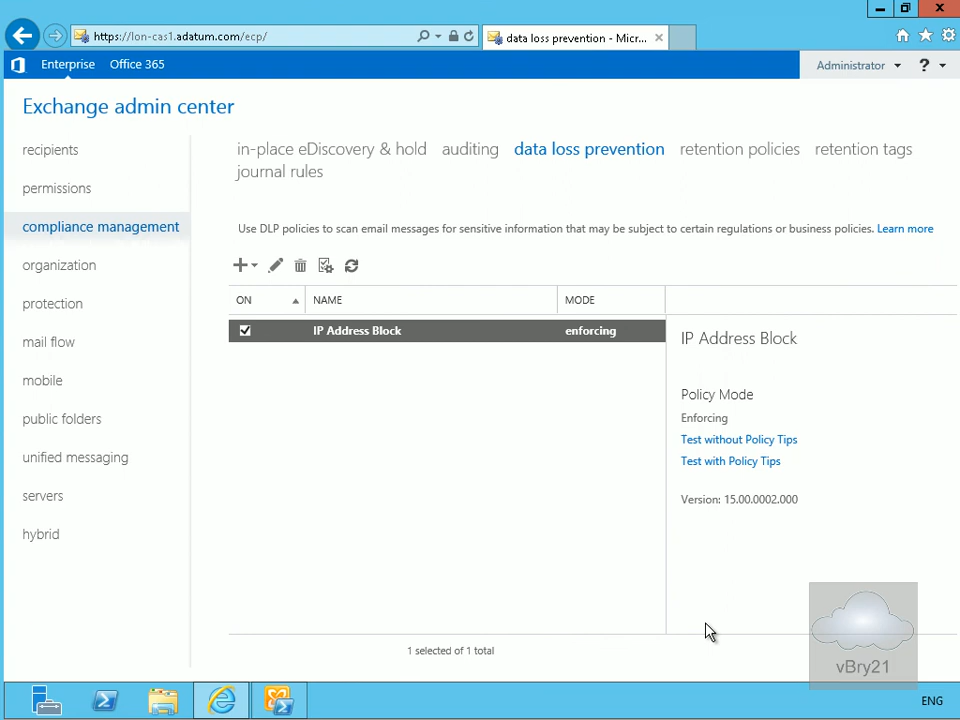 https://lon-cas1.adatum.com/ecp/
data loss prevention - Micr...
Enterprise Office 365
Administrator ?
Exchange admin center
recipients
permissions
compliance management
organization
protection
mail flow
mobile
public folders
unified messaging
servers
hybrid
in-place eDiscovery & hold auditing data loss prevention retention policies retention tags
journal rules
Use DLP policies to scan email messages for sensitive information that may be subject to certain regulations or business policies. Learn more
ON NAME MODE
IP Address Block enforcing
IP Address Block
Policy Mode
Enforcing
Test without Policy Tips
Test with Policy Tips
Version: 15.00.0002.000
1 selected of 1 total
vBry21
ENG